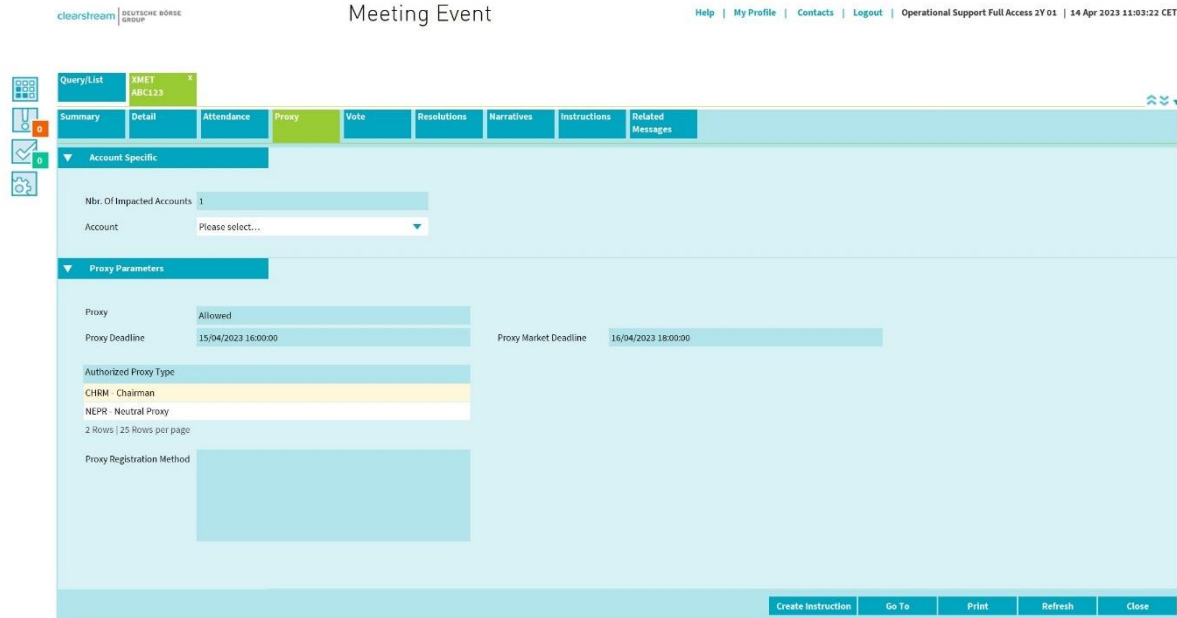 clearstream DEUTSCHE BÖRSE
GROUP
Meeting Event
Help | My Profile | Contacts | Logout | Operational Support Full Access 2Y 01 | 14 Apr 2023 11:03:22 CET
Query/List XMET x
ABC123
0
0
Summary Detail Attendance Proxy Vote Resolutions Narratives Instructions Related
Messages
Account Specific
Nbr. Of Impacted Accounts 1
Account Please select...
Proxy Parameters
Proxy Allowed
Proxy Deadline 15/04/2023 16:00:00 Proxy Market Deadline 16/04/2023 18:00:00
Authorized Proxy Type
CHRM - Chairman
NEPR - Neutral Proxy
2 Rows | 25 Rows per page
Proxy Registration Method
Create Instruction Go To Print Refresh Close